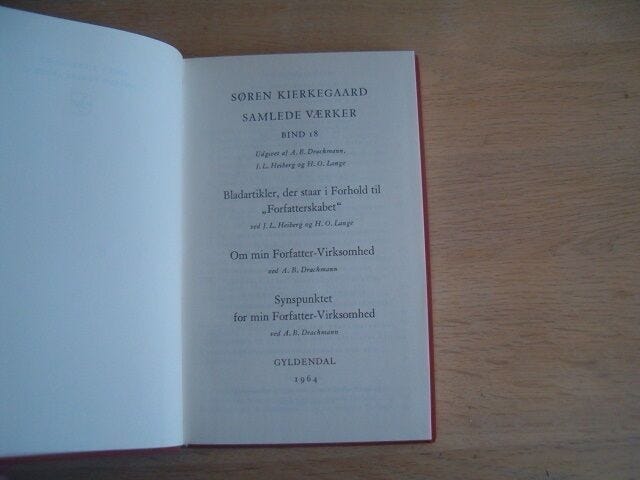 SØREN KIERKEGAARD
SAMLEDE VÆRKER
BIND 18
Udgivet af A. B. Drachmann,
J. L. Heiberg og H. O. Lange
Bladartikler, der staar i Forhold til
„Forfatterskabet“
ved J. L. Heiberg og H. O. Lange
Om min Forfatter-Virksomhed
ved A. B. Drachmann
Synspunktet
for min Forfatter-Virksomhed
ved A. B. Drachmann
GYLDENDAL
1964